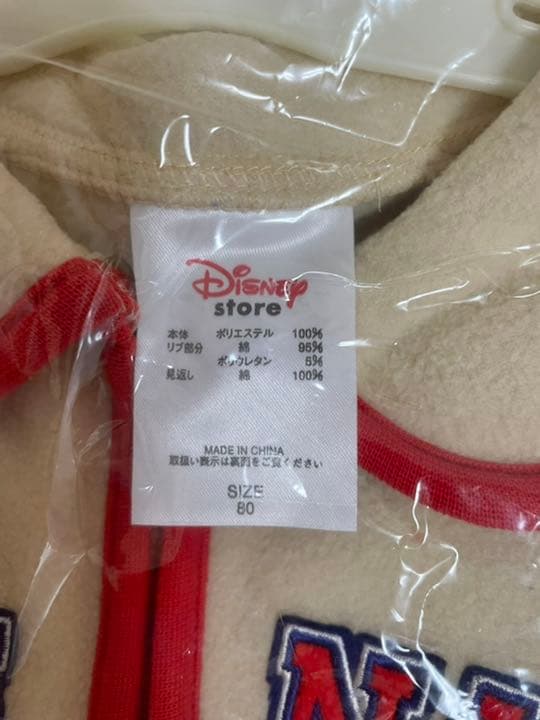 Disney
store
本体 ポリエステル 100%
リブ部分 綿 95%
ポリウレタン 5%
見返し 綿 100%
MADE IN CHINA
取扱い表示は裏面をご覧ください
SIZE
80